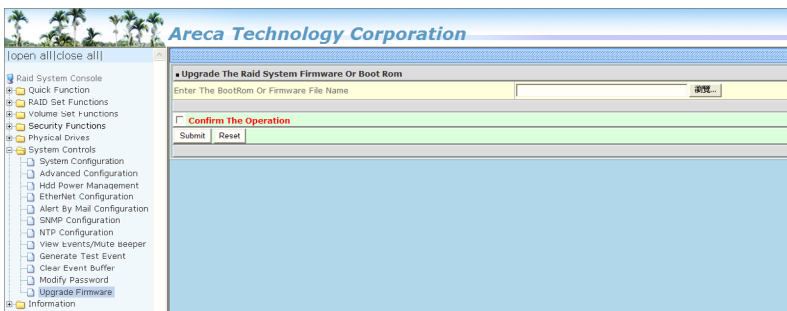 Areca Technology Corporation
|open all|close all|
Raid System Console
Quick Function
RAID Set Functions
Volume Set Functions
Security Functions
Physical Drives
System Controls
System Configuration
Advanced Configuration
Hdd Power Management
EtherNet Configuration
Alert By Mail Configuration
SNMP Configuration
NTP Configuration
View Events/Mute Beeper
Generate Test Event
Clear Event Buffer
Modify Password
Upgrade Firmware
Information
Upgrade The Raid System Firmware Or Boot Rom
Enter The BootRom Or Firmware File Name
瀏覽...
Confirm The Operation
Submit Reset